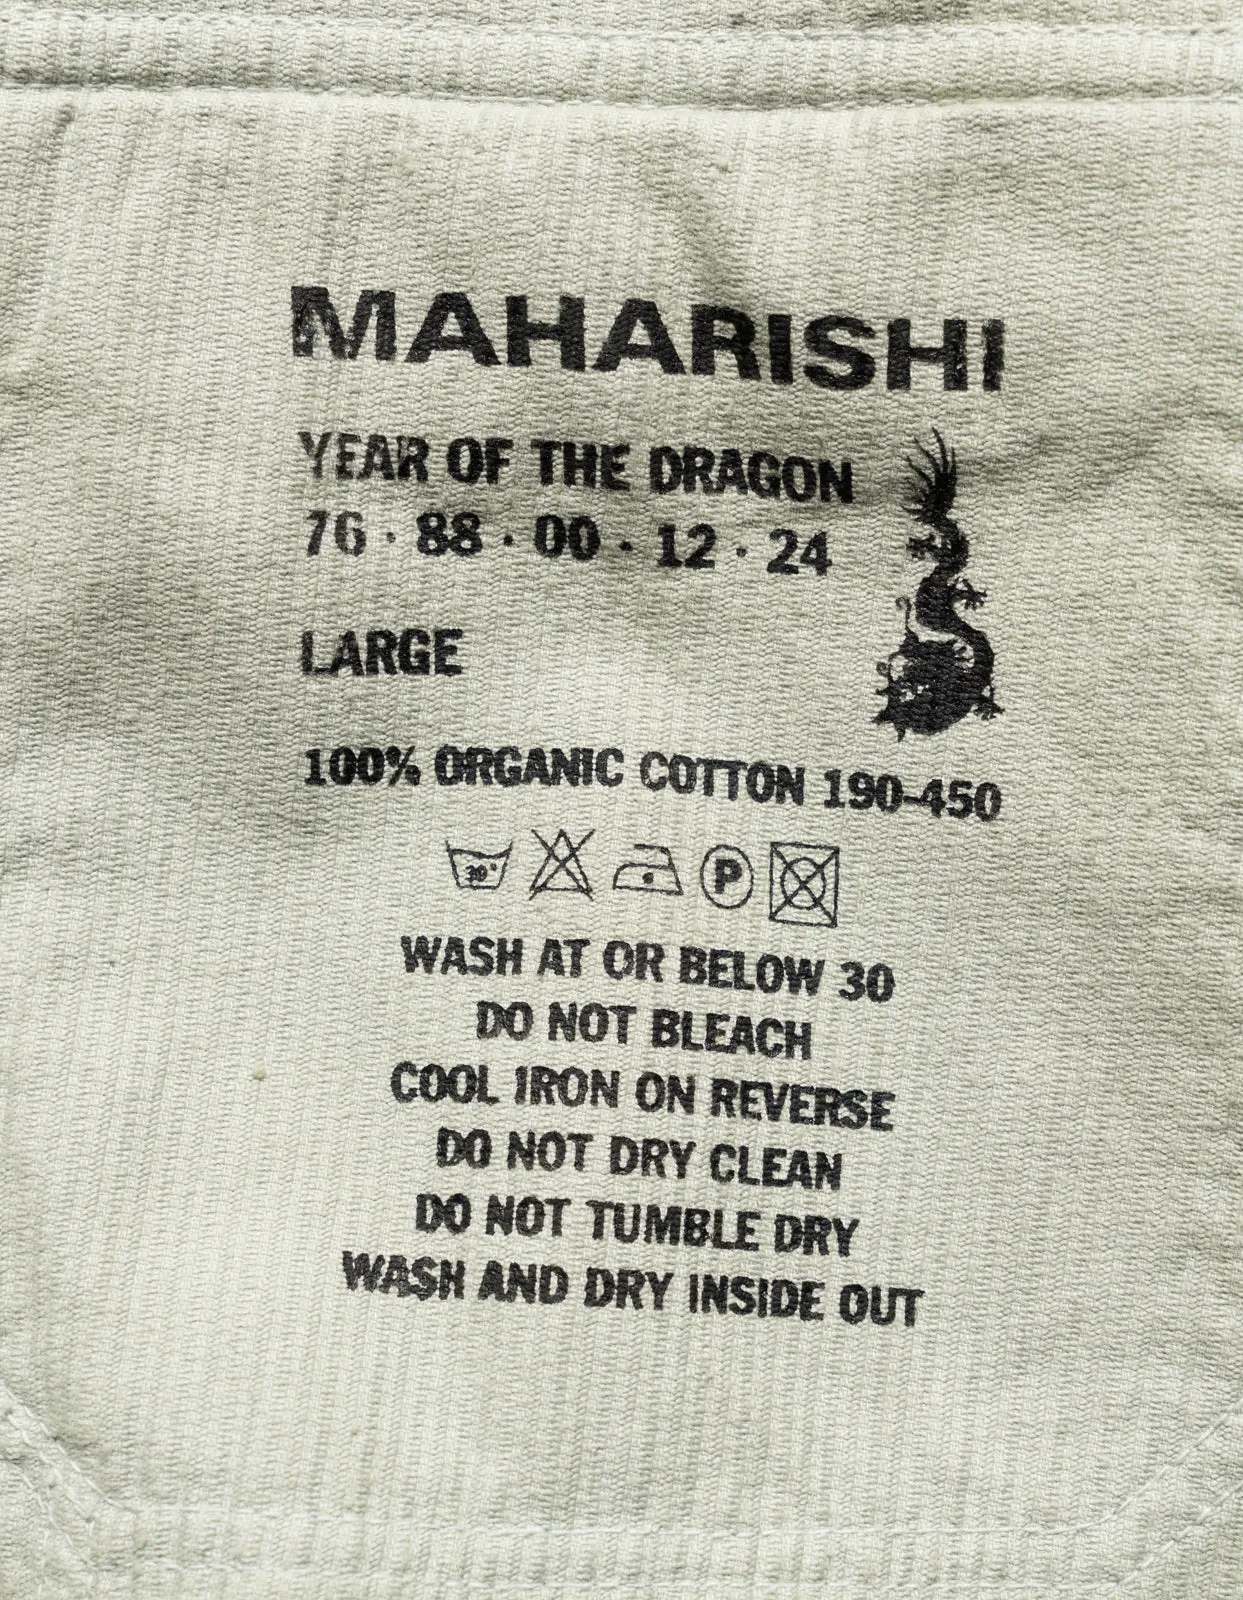 MAHARISHI
YEAR OF THE DRAGON
76 · 88 · 00 · 12 · 24
LARGE
100% ORGANIC COTTON 190-450
30° P
WASH AT OR BELOW 30
DO NOT BLEACH
COOL IRON ON REVERSE
DO NOT DRY CLEAN
DO NOT TUMBLE DRY
WASH AND DRY INSIDE OUT